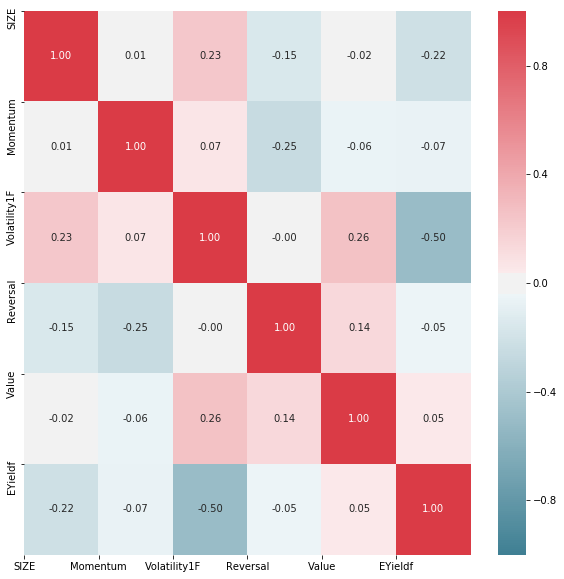 SIZE 1.00 0.01 0.23 -0.15 -0.02 -0.22
Momentum 0.01 1.00 0.07 -0.25 -0.06 -0.07
Volatility1F 0.23 0.07 1.00 -0.00 0.26 -0.50
Reversal -0.15 -0.25 -0.00 1.00 0.14 -0.05
Value -0.02 -0.06 0.26 0.14 1.00 0.05
EYieldf -0.22 -0.07 -0.50 -0.05 0.05 1.00
SIZE Momentum Volatility1F Reversal Value EYieldf
0.8
0.4
0.0
−0.4
−0.8